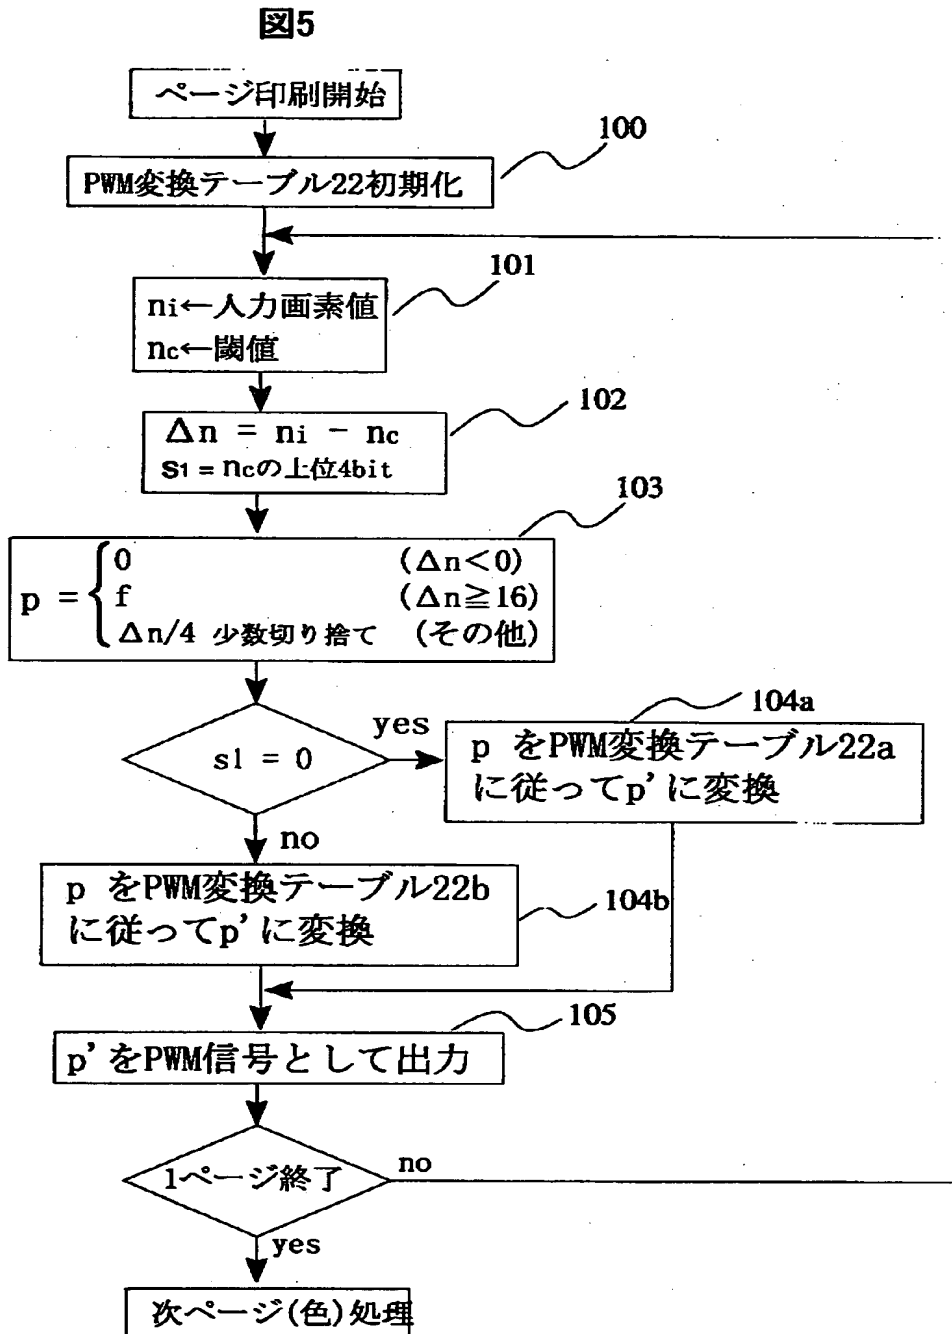 図5
ページ印刷開始
100
PWM変換テーブル22初期化
101
ni←入力画素値
nc←閾値
102
Δn = ni - nc
S1 = ncの上位4bit
103
p =
0 (Δn<0)
f (Δn≧16)
Δn/4 少数切り捨て (その他)
s1 = 0
yes
104a
p をPWM変換テーブル22a
に従ってp'に変換
no
p をPWM変換テーブル22b
に従ってp'に変換
104b
105
p'をPWM信号として出力
1ページ終了
no
yes
次ページ(色)処理